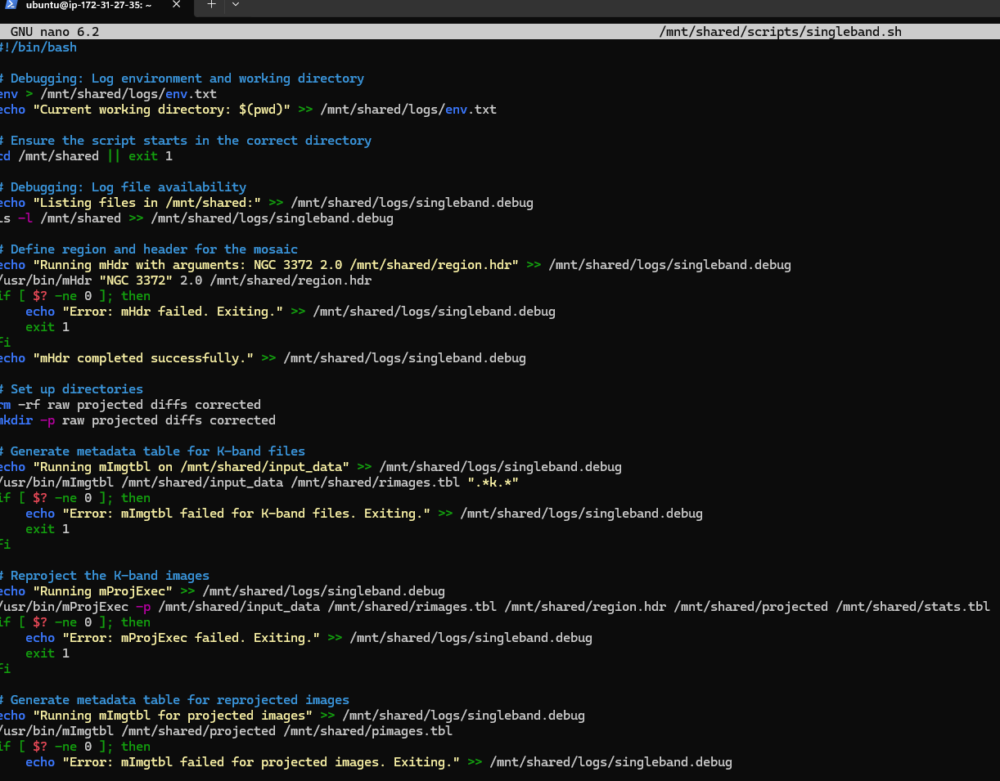 ubuntu@ip-172-31-27-35: ~
GNU nano 6.2 /mnt/shared/scripts/singleband.sh
#!/bin/bash
# Debugging: Log environment and working directory
env > /mnt/shared/logs/env.txt
echo "Current working directory: $(pwd)" >> /mnt/shared/logs/env.txt
# Ensure the script starts in the correct directory
cd /mnt/shared || exit 1
# Debugging: Log file availability
echo "Listing files in /mnt/shared:" >> /mnt/shared/logs/singleband.debug
ls -l /mnt/shared >> /mnt/shared/logs/singleband.debug
# Define region and header for the mosaic
echo "Running mHdr with arguments: NGC 3372 2.0 /mnt/shared/region.hdr" >> /mnt/shared/logs/singleband.debug
/usr/bin/mHdr "NGC 3372" 2.0 /mnt/shared/region.hdr
if [ $? -ne 0 ]; then
    echo "Error: mHdr failed. Exiting." >> /mnt/shared/logs/singleband.debug
    exit 1
fi
echo "mHdr completed successfully." >> /mnt/shared/logs/singleband.debug
# Set up directories
rm -rf raw projected diffs corrected
mkdir -p raw projected diffs corrected
# Generate metadata table for K-band files
echo "Running mImgtbl on /mnt/shared/input_data" >> /mnt/shared/logs/singleband.debug
/usr/bin/mImgtbl /mnt/shared/input_data /mnt/shared/rimages.tbl ".*k.*"
if [ $? -ne 0 ]; then
    echo "Error: mImgtbl failed for K-band files. Exiting." >> /mnt/shared/logs/singleband.debug
    exit 1
fi
# Reproject the K-band images
echo "Running mProjExec" >> /mnt/shared/logs/singleband.debug
/usr/bin/mProjExec -p /mnt/shared/input_data /mnt/shared/rimages.tbl /mnt/shared/region.hdr /mnt/shared/projected /mnt/shared/stats.tbl
if [ $? -ne 0 ]; then
    echo "Error: mProjExec failed. Exiting." >> /mnt/shared/logs/singleband.debug
    exit 1
fi
# Generate metadata table for reprojected images
echo "Running mImgtbl for projected images" >> /mnt/shared/logs/singleband.debug
/usr/bin/mImgtbl /mnt/shared/projected /mnt/shared/pimages.tbl
if [ $? -ne 0 ]; then
    echo "Error: mImgtbl failed for projected images. Exiting." >> /mnt/shared/logs/singleband.debug